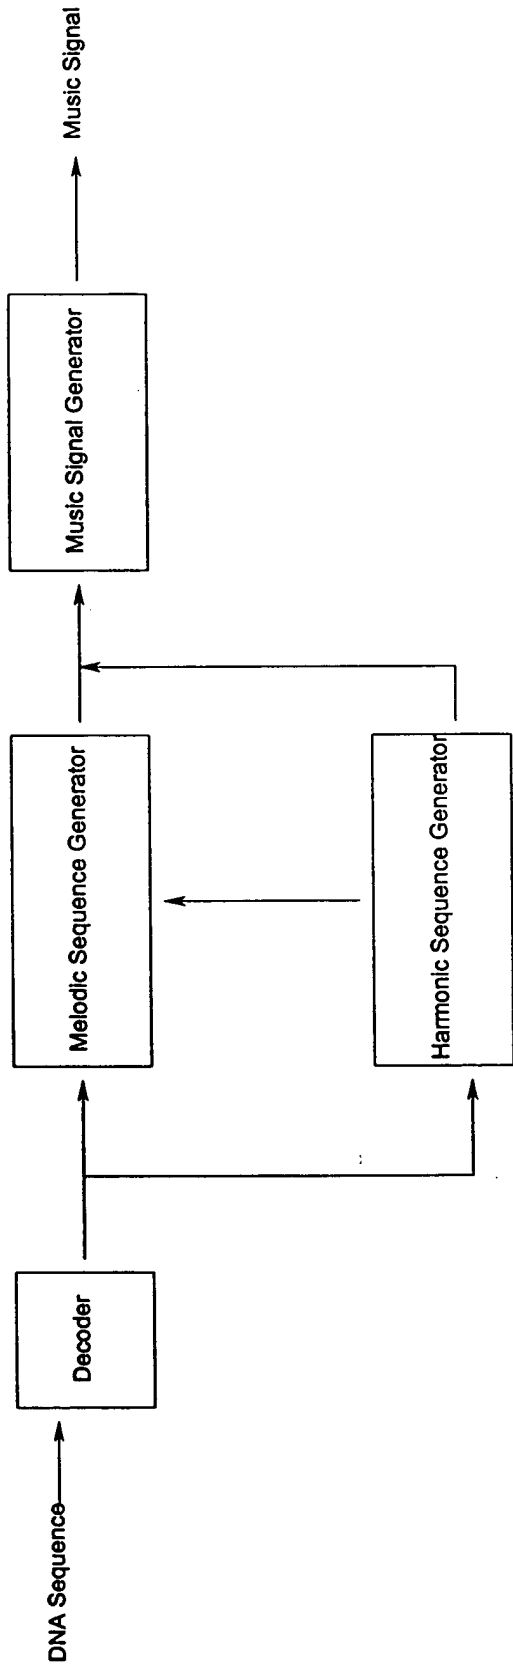 DNA Sequence
Decoder
Melodic Sequence Generator
Harmonic Sequence Generator
Music Signal Generator
Music Signal